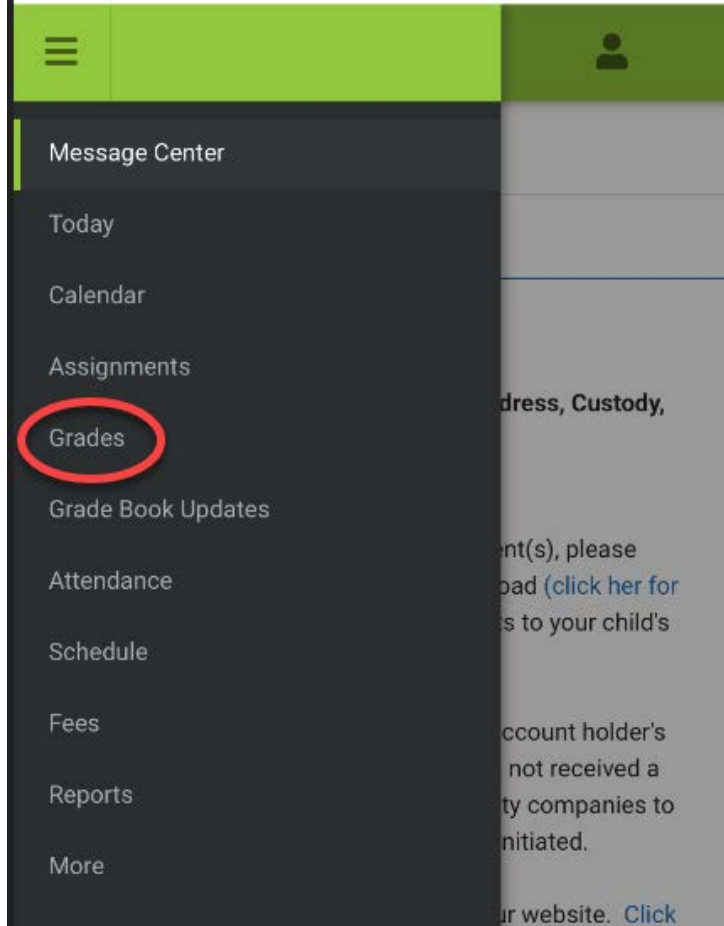 Message Center
Today
Calendar
Assignments
Grades
Grade Book Updates
Attendance
Schedule
Fees
Reports
More
dress, Custody,
ent(s), please
oad (click her for
s to your child's
ccount holder's
not received a
ty companies to
nitiated.
ur website. Click